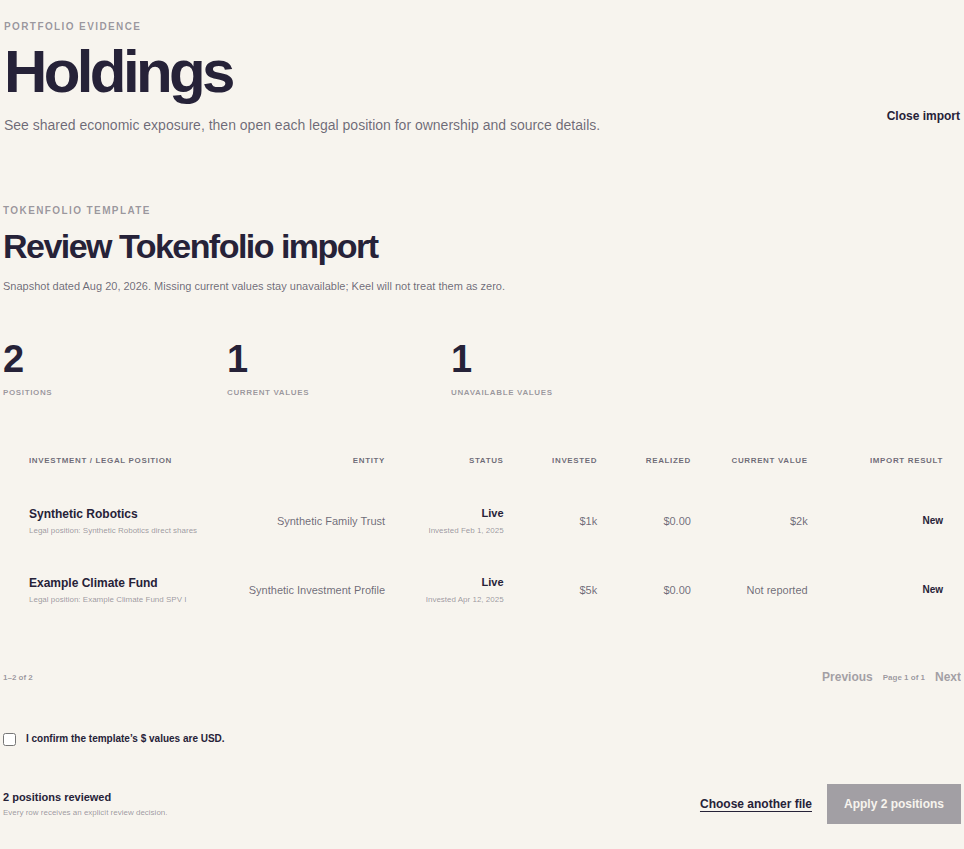 PORTFOLIO EVIDENCE
Holdings
See shared economic exposure, then open each legal position for ownership and source details.
Close import
TOKENFOLIO TEMPLATE
Review Tokenfolio import
Snapshot dated Aug 20, 2026. Missing current values stay unavailable; Keel will not treat them as zero.
2 1 1
POSITIONS CURRENT VALUES UNAVAILABLE VALUES
INVESTMENT / LEGAL POSITION ENTITY STATUS INVESTED REALIZED CURRENT VALUE IMPORT RESULT
Synthetic Robotics Synthetic Family Trust Live $1k $0.00 $2k New
Legal position: Synthetic Robotics direct shares Invested Feb 1, 2025
Example Climate Fund Synthetic Investment Profile Live $5k $0.00 Not reported New
Legal position: Example Climate Fund SPV I Invested Apr 12, 2025
1–2 of 2 Previous Page 1 of 1 Next
I confirm the template’s $ values are USD.
2 positions reviewed
Every row receives an explicit review decision.
Choose another file Apply 2 positions